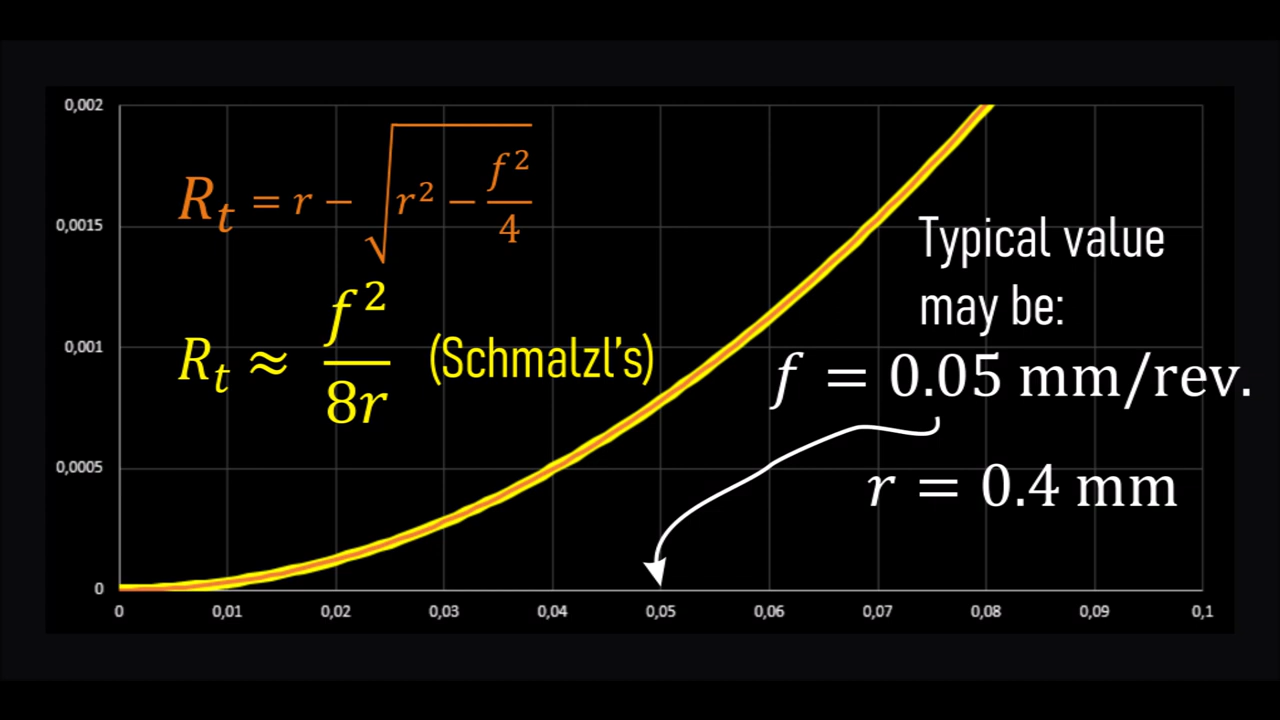 0,002
0,0015
0,001
0,0005
0
0 0,01 0,02 0,03 0,04 0,05 0,06 0,07 0,08 0,09 0,1
R_t = r − √(r² − f²/4)
R_t ≈ f²/8r (Schmalzl's)
Typical value
may be:
f = 0.05 mm/rev.
r = 0.4 mm